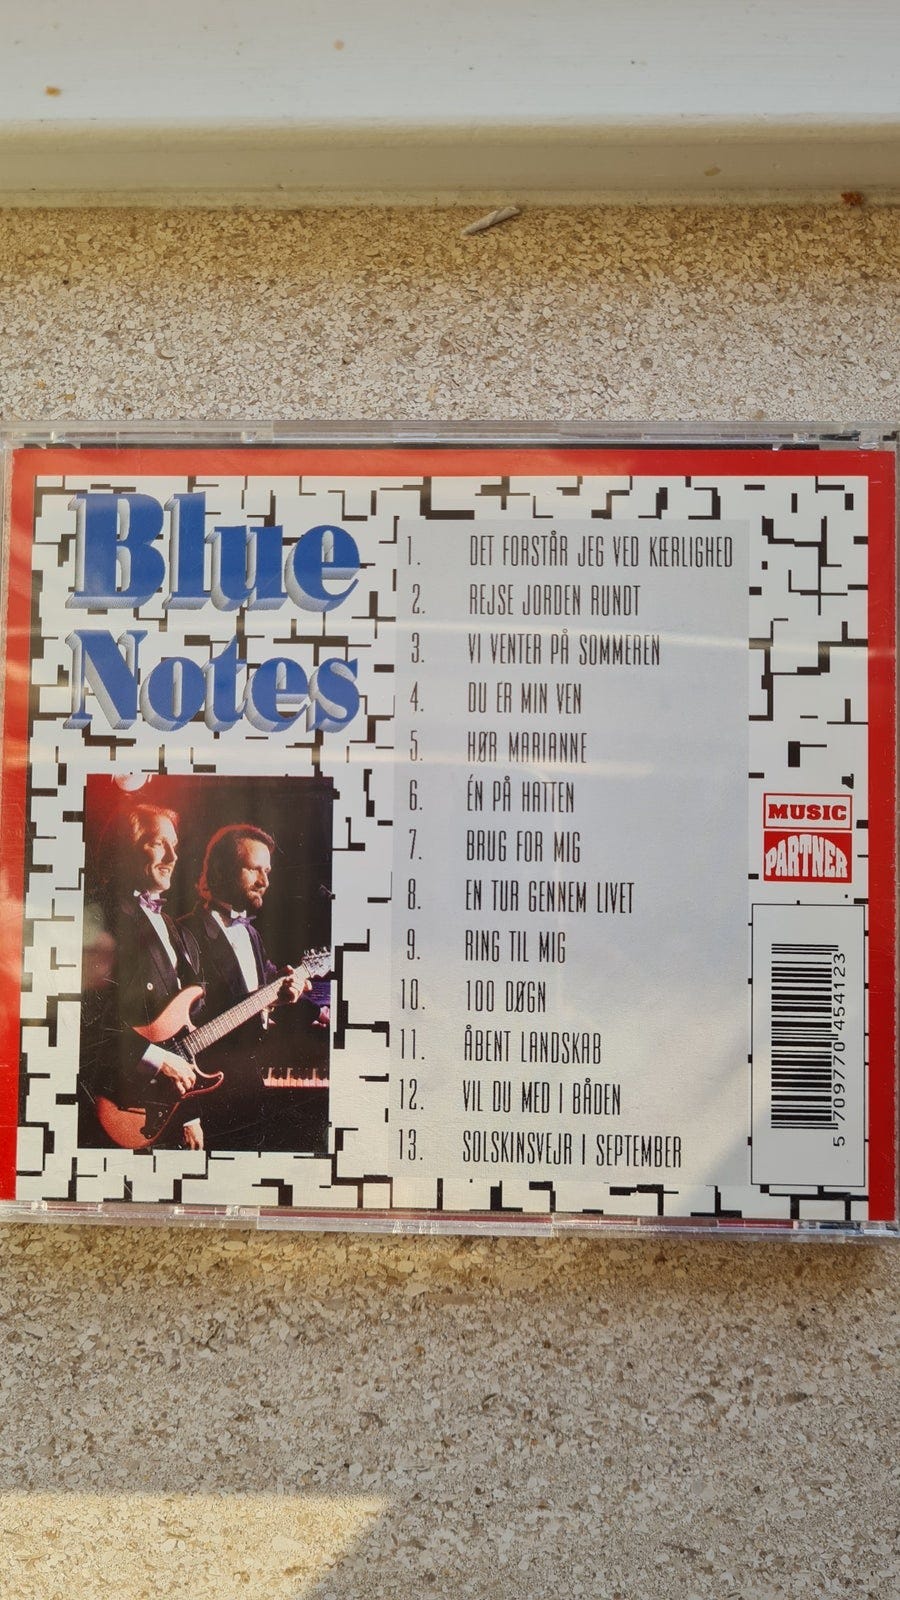 Blue
Notes
1. DET FORSTÅR JEG VED KÆRLIGHED
2. REJSE JORDEN RUNDT
3. VI VENTER PÅ SOMMEREN
4. DU ER MIN VEN
5. HØR MARIANNE
6. ÉN PÅ HATTEN
7. BRUG FOR MIG
8. EN TUR GENNEM LIVET
9. RING TIL MIG
10. 100 DØGN
11. ÅBENT LANDSKAB
12. VIL DU MED I BÅDEN
13. SOLSKINSVEJR I SEPTEMBER
MUSIC
PARTNER
5 709770 454123